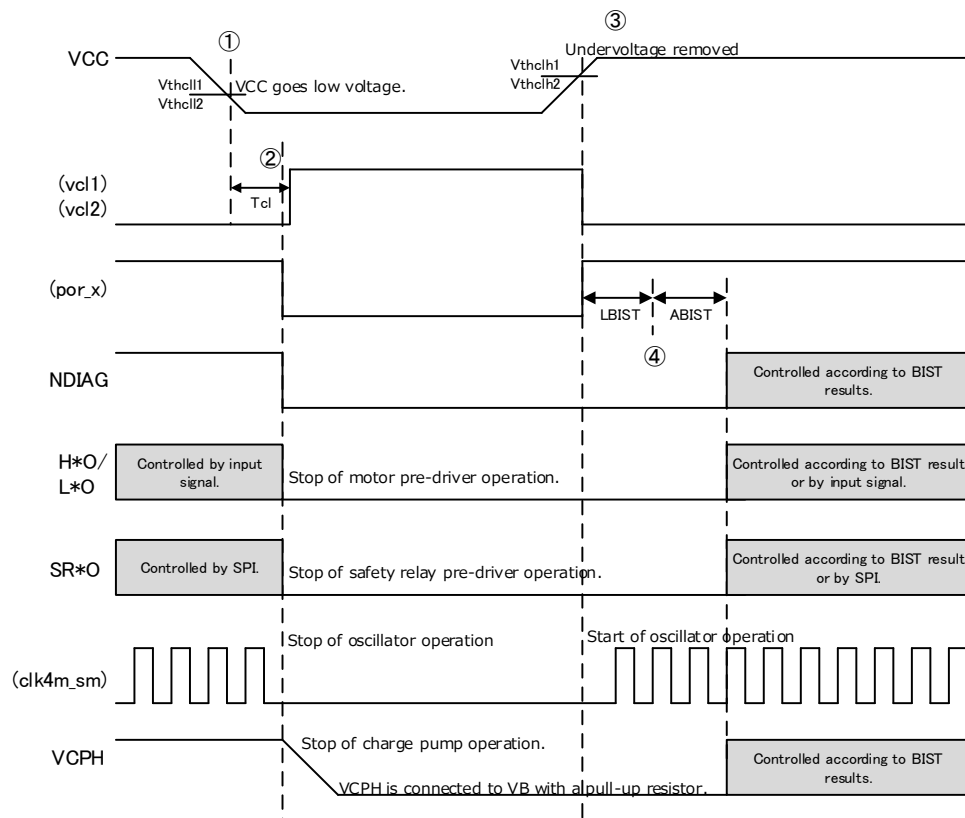 ①
③
VCC
Undervoltage removed
Vthcll1
Vthcll2
VCC goes low voltage.
Vthclh1
Vthclh2
②
(vcl1)
(vcl2)
Tcl
(por_x)
LBIST
ABIST
④
NDIAG
Controlled according to BIST
results.
H*O/
L*O
Controlled by input
signal.
Stop of motor pre-driver operation.
Controlled according to BIST result
or by input signal.
SR*O
Controlled by SPI.
Stop of safety relay pre-driver operation.
Controlled according to BIST result
or by SPI.
Stop of oscillator operation
Start of oscillator operation
(clk4m_sm)
VCPH
Stop of charge pump operation.
VCPH is connected to VB with a pull-up resistor.
Controlled according to BIST
results.